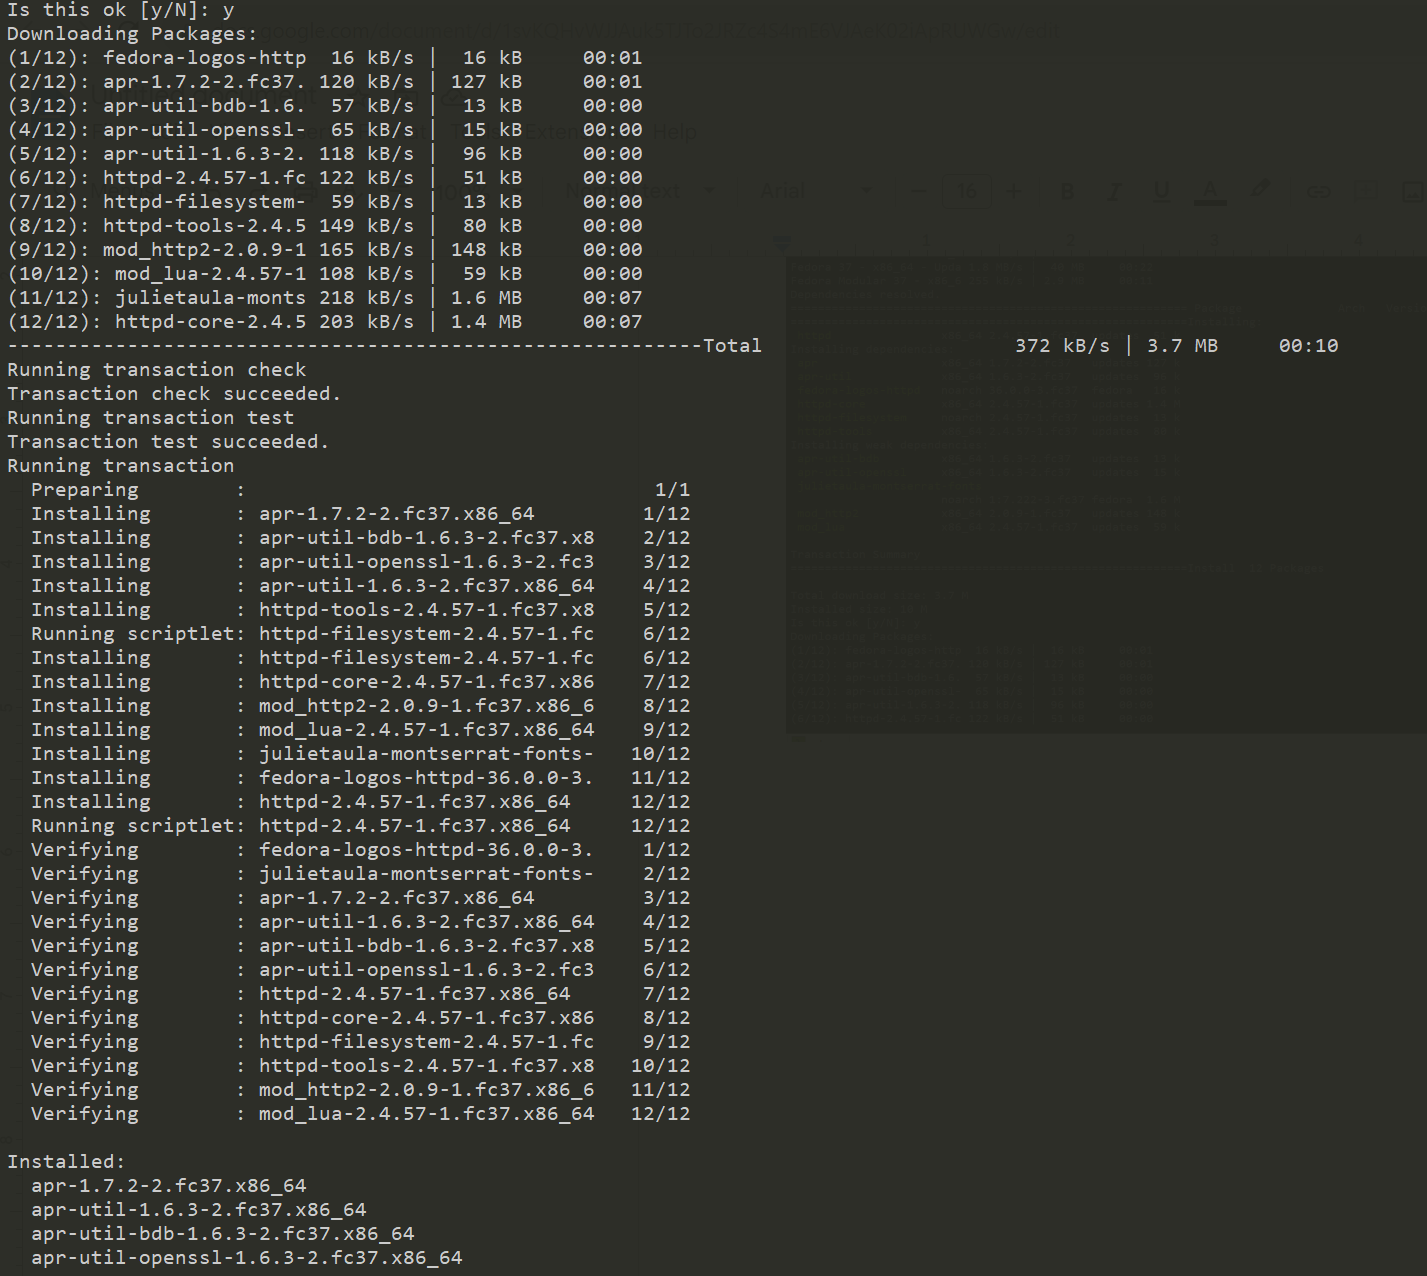 Is this ok [y/N]: y
Downloading Packages:
(1/12): fedora-logos-http  16 kB/s |  16 kB     00:01
(2/12): apr-1.7.2-2.fc37. 120 kB/s | 127 kB     00:01
(3/12): apr-util-bdb-1.6.  57 kB/s |  13 kB     00:00
(4/12): apr-util-openssl-  65 kB/s |  15 kB     00:00
(5/12): apr-util-1.6.3-2. 118 kB/s |  96 kB     00:00
(6/12): httpd-2.4.57-1.fc 122 kB/s |  51 kB     00:00
(7/12): httpd-filesystem-  59 kB/s |  13 kB     00:00
(8/12): httpd-tools-2.4.5 149 kB/s |  80 kB     00:00
(9/12): mod_http2-2.0.9-1 165 kB/s | 148 kB     00:00
(10/12): mod_lua-2.4.57-1 108 kB/s |  59 kB     00:00
(11/12): julietaula-monts 218 kB/s | 1.6 MB     00:07
(12/12): httpd-core-2.4.5 203 kB/s | 1.4 MB     00:07
----------------------------------------------------------Total                     372 kB/s | 3.7 MB     00:10
Running transaction check
Transaction check succeeded.
Running transaction test
Transaction test succeeded.
Running transaction
  Preparing        :                                  1/1
  Installing       : apr-1.7.2-2.fc37.x86_64         1/12
  Installing       : apr-util-bdb-1.6.3-2.fc37.x8    2/12
  Installing       : apr-util-openssl-1.6.3-2.fc3    3/12
  Installing       : apr-util-1.6.3-2.fc37.x86_64    4/12
  Installing       : httpd-tools-2.4.57-1.fc37.x8    5/12
  Running scriptlet: httpd-filesystem-2.4.57-1.fc    6/12
  Installing       : httpd-filesystem-2.4.57-1.fc    6/12
  Installing       : httpd-core-2.4.57-1.fc37.x86    7/12
  Installing       : mod_http2-2.0.9-1.fc37.x86_6    8/12
  Installing       : mod_lua-2.4.57-1.fc37.x86_64    9/12
  Installing       : julietaula-montserrat-fonts-   10/12
  Installing       : fedora-logos-httpd-36.0.0-3.   11/12
  Installing       : httpd-2.4.57-1.fc37.x86_64     12/12
  Running scriptlet: httpd-2.4.57-1.fc37.x86_64     12/12
  Verifying        : fedora-logos-httpd-36.0.0-3.    1/12
  Verifying        : julietaula-montserrat-fonts-    2/12
  Verifying        : apr-1.7.2-2.fc37.x86_64         3/12
  Verifying        : apr-util-1.6.3-2.fc37.x86_64    4/12
  Verifying        : apr-util-bdb-1.6.3-2.fc37.x8    5/12
  Verifying        : apr-util-openssl-1.6.3-2.fc3    6/12
  Verifying        : httpd-2.4.57-1.fc37.x86_64      7/12
  Verifying        : httpd-core-2.4.57-1.fc37.x86    8/12
  Verifying        : httpd-filesystem-2.4.57-1.fc    9/12
  Verifying        : httpd-tools-2.4.57-1.fc37.x8   10/12
  Verifying        : mod_http2-2.0.9-1.fc37.x86_6   11/12
  Verifying        : mod_lua-2.4.57-1.fc37.x86_64   12/12
Installed:
  apr-1.7.2-2.fc37.x86_64
  apr-util-1.6.3-2.fc37.x86_64
  apr-util-bdb-1.6.3-2.fc37.x86_64
  apr-util-openssl-1.6.3-2.fc37.x86_64
Help
Arial
16